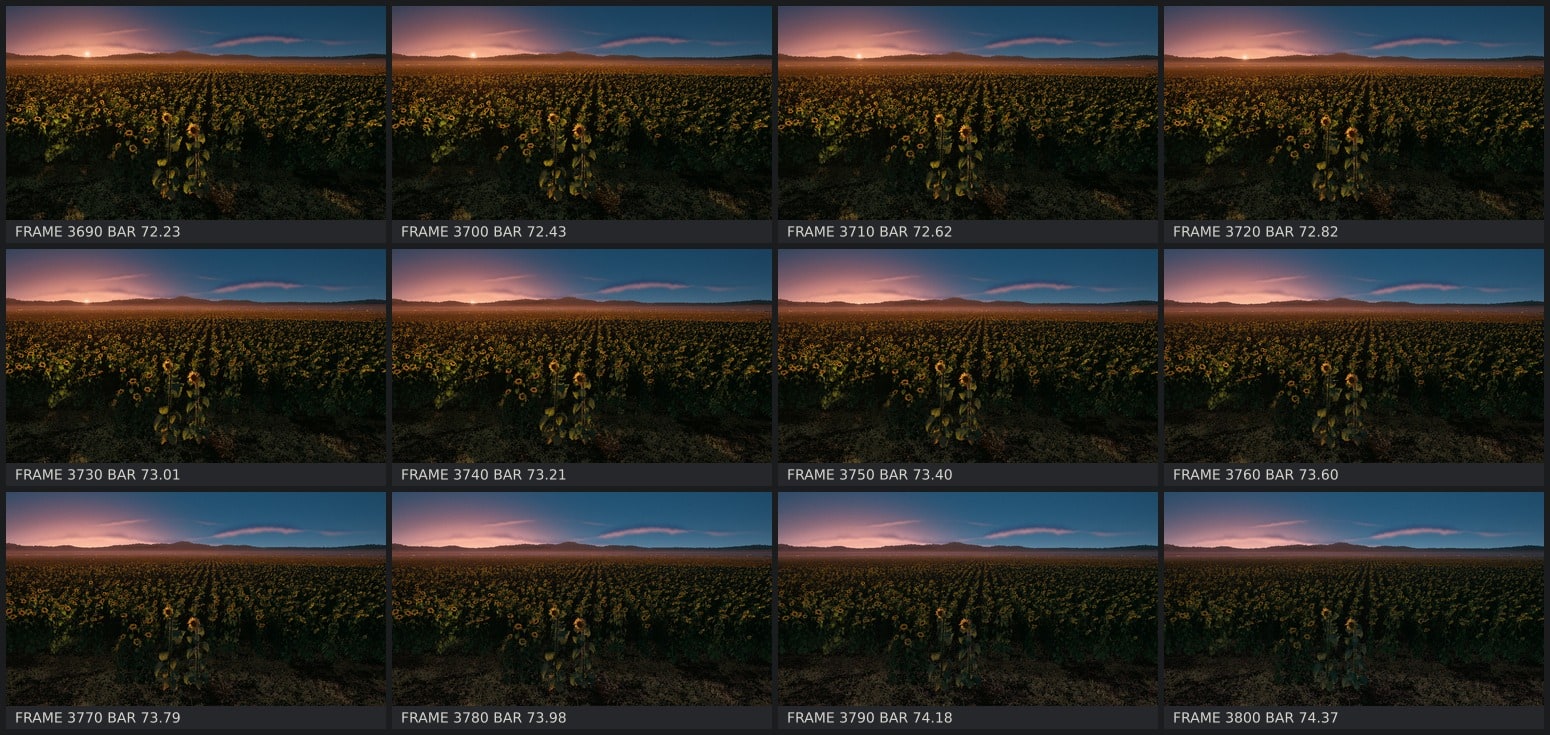 FRAME 3690 BAR 72.23
FRAME 3700 BAR 72.43
FRAME 3710 BAR 72.62
FRAME 3720 BAR 72.82
FRAME 3730 BAR 73.01
FRAME 3740 BAR 73.21
FRAME 3750 BAR 73.40
FRAME 3760 BAR 73.60
FRAME 3770 BAR 73.79
FRAME 3780 BAR 73.98
FRAME 3790 BAR 74.18
FRAME 3800 BAR 74.37